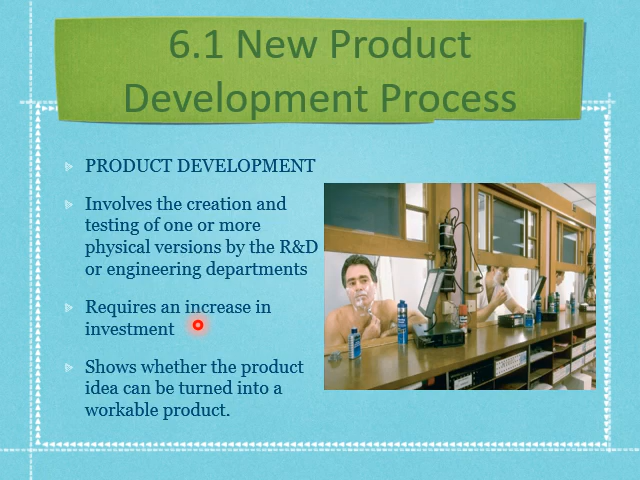 6.1 New Product
Development Process
PRODUCT DEVELOPMENT
Involves the creation and
testing of one or more
physical versions by the R&D
or engineering departments
Requires an increase in
investment
Shows whether the product
idea can be turned into a
workable product.